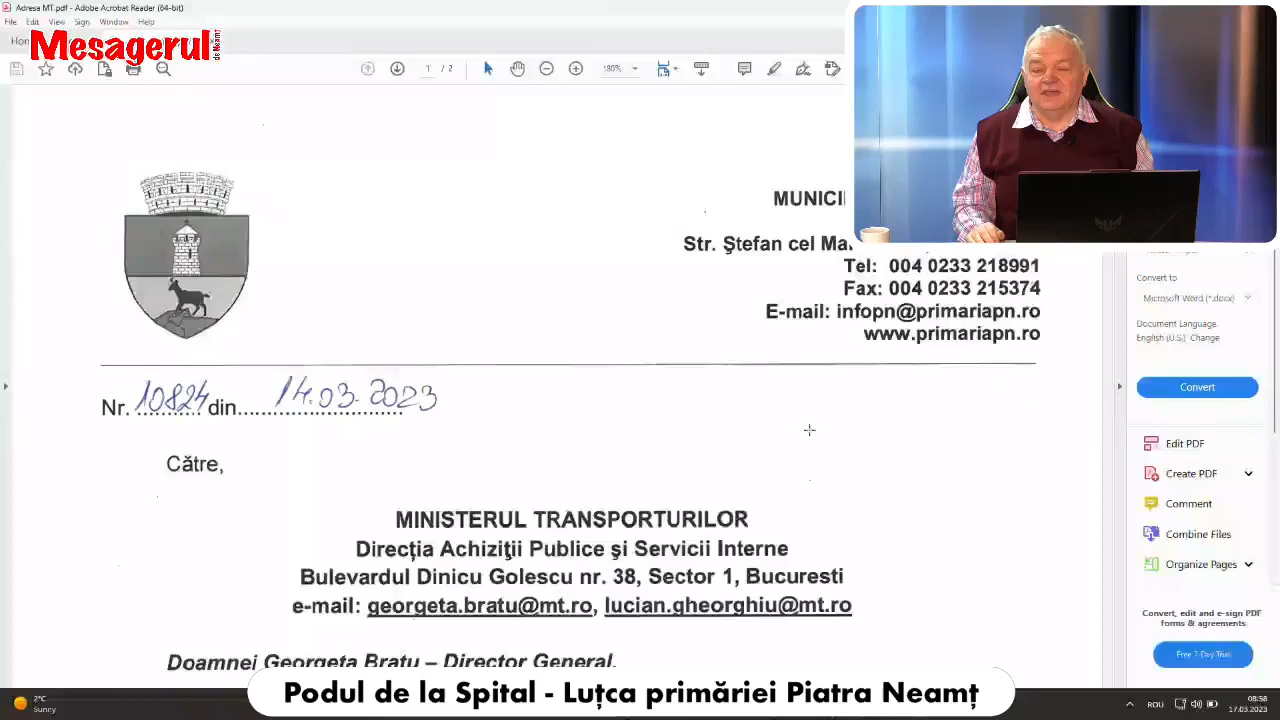 Adresa MT.pdf - Adobe Acrobat Reader (64-bit)
File Edit View Sign Window Help
Mesagerul de Neamț
1 / 2
180%
MUNICI
Str. Ştefan cel Ma
Tel: 004 0233 218991
Fax: 004 0233 215374
E-mail: infopn@primariapn.ro
www.primariapn.ro
Nr. 10824 din 14.03.2023
Către,
MINISTERUL TRANSPORTURILOR
Direcția Achiziţii Publice şi Servicii Interne
Bulevardul Dinicu Golescu nr. 38, Sector 1, Bucuresti
e-mail: georgeta.bratu@mt.ro, lucian.gheorghiu@mt.ro
Doamnei Georgeta Bratu – Director General,
Convert to
Microsoft Word (*.docx)
Document Language:
English (U.S.) Change
Convert
Edit PDF
Create PDF
Comment
Combine Files
Organize Pages
Convert, edit and e-sign PDF
forms & agreements.
Free 7-Day Trial
Podul de la Spital - Luțca primăriei Piatra Neamț
2°C
Sunny
ROU
08:58
17.03.2023